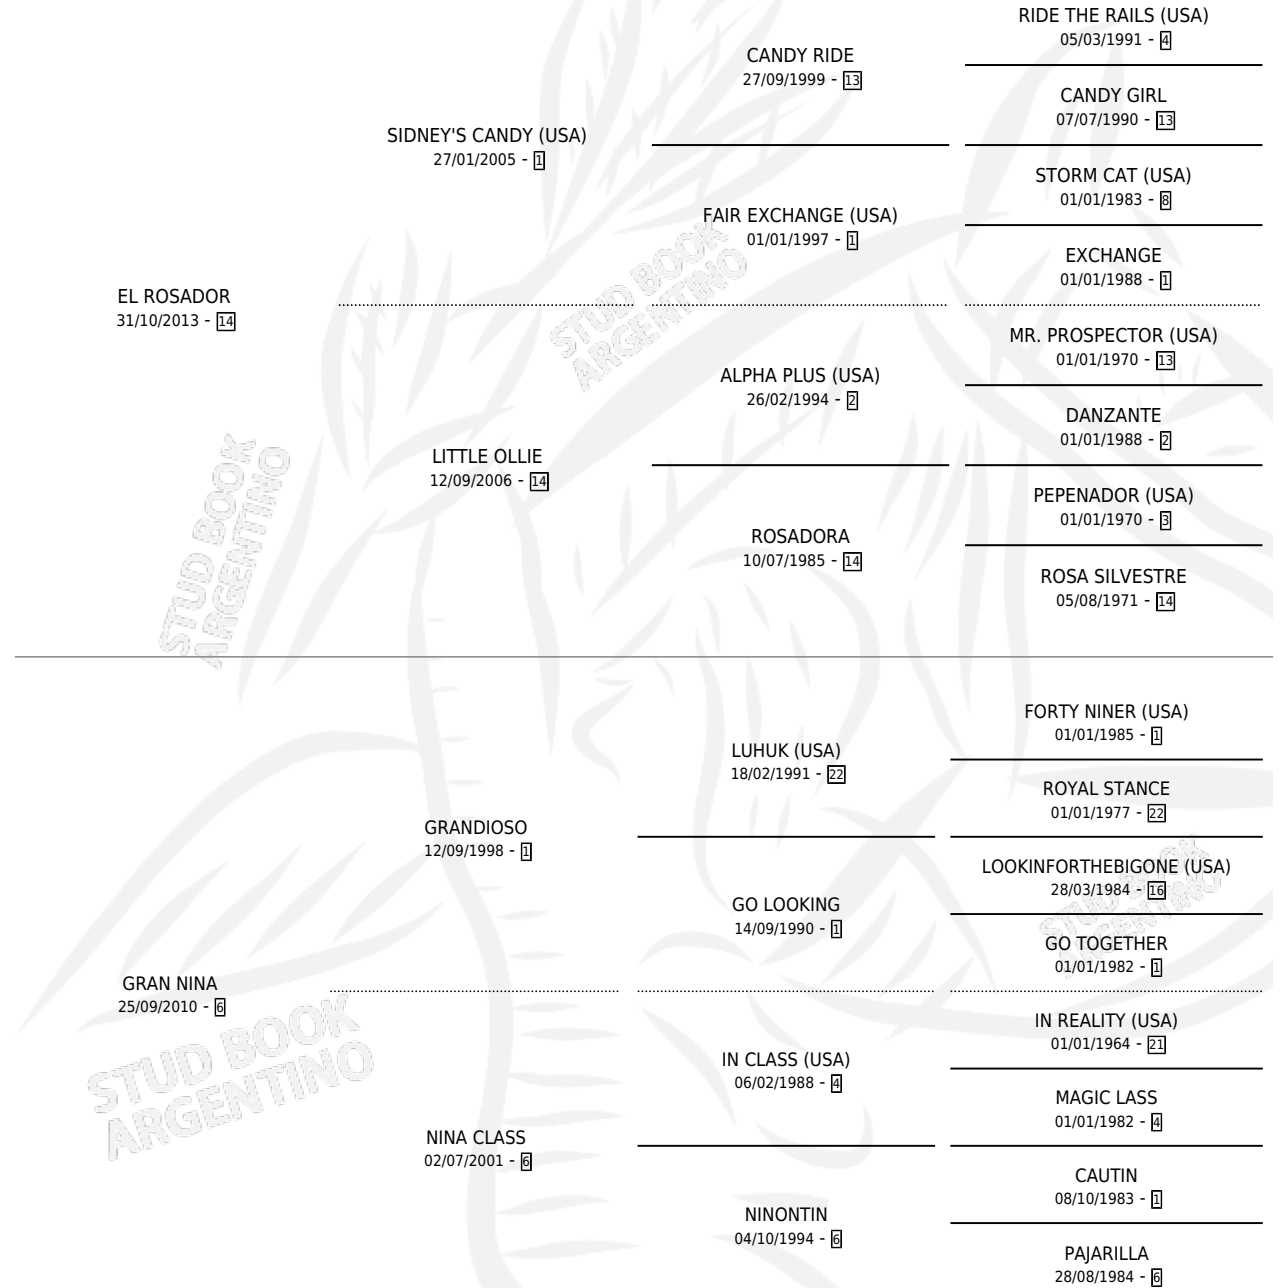 RIDE THE RAILS (USA)
05/03/1991 - 4
CANDY RIDE
27/09/1999 - 13
CANDY GIRL
07/07/1990 - 13
SIDNEY'S CANDY (USA)
27/01/2005 - 1
STORM CAT (USA)
01/01/1983 - 8
FAIR EXCHANGE (USA)
01/01/1997 - 1
EXCHANGE
01/01/1988 - 1
STUD BOOK
ARGENTINO
EL ROSADOR
31/10/2013 - 14
MR. PROSPECTOR (USA)
01/01/1970 - 13
ALPHA PLUS (USA)
26/02/1994 - 2
DANZANTE
01/01/1988 - 2
LITTLE OLLIE
12/09/2006 - 14
PEPENADOR (USA)
01/01/1970 - 3
ROSADORA
10/07/1985 - 14
ROSA SILVESTRE
05/08/1971 - 14
STUD BOOK
ARGENTINO
FORTY NINER (USA)
01/01/1985 - 1
LUHUK (USA)
18/02/1991 - 22
ROYAL STANCE
01/01/1977 - 22
GRANDIOSO
12/09/1998 - 1
LOOKINFORTHEBIGONE (USA)
28/03/1984 - 16
GO LOOKING
14/09/1990 - 1
STUD BOOK
ARGENTINO
GO TOGETHER
01/01/1982 - 1
GRAN NINA
25/09/2010 - 6
IN REALITY (USA)
01/01/1964 - 21
IN CLASS (USA)
06/02/1988 - 4
STUD BOOK
ARGENTINO
MAGIC LASS
01/01/1982 - 4
NINA CLASS
02/07/2001 - 6
CAUTIN
08/10/1983 - 1
NINONTIN
04/10/1994 - 6
PAJARILLA
28/08/1984 - 6